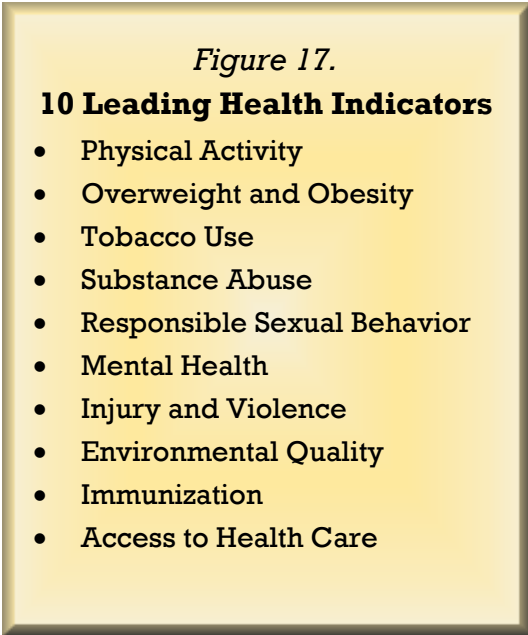 Figure 17.
10 Leading Health Indicators
• Physical Activity
• Overweight and Obesity
• Tobacco Use
• Substance Abuse
• Responsible Sexual Behavior
• Mental Health
• Injury and Violence
• Environmental Quality
• Immunization
• Access to Health Care